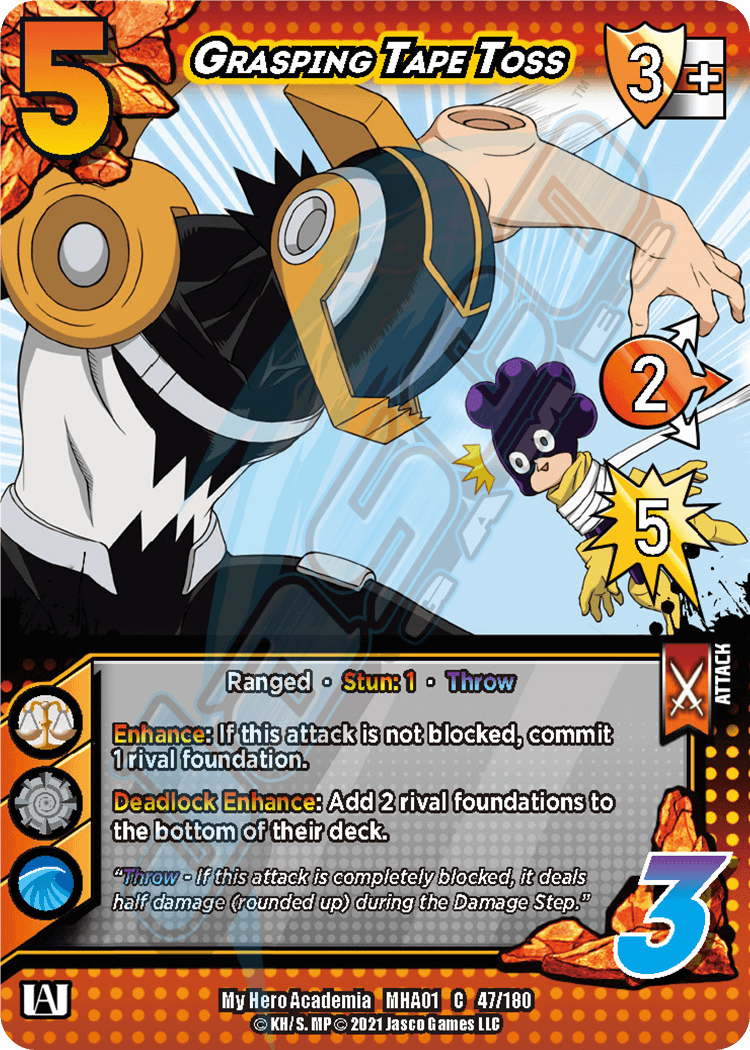 5
GRASPING TAPE TOSS
3 +
TM
2
5
ATTACK
Ranged · Stun: 1 · Throw
Enhance: If this attack is not blocked, commit
1 rival foundation.
Deadlock Enhance: Add 2 rival foundations to
the bottom of their deck.
“Throw - If this attack is completely blocked, it deals
half damage (rounded up) during the Damage Step.”
3
UA
My Hero Academia MHA01 C 47/180
© KH/ S. MP © 2021 Jasco Games LLC